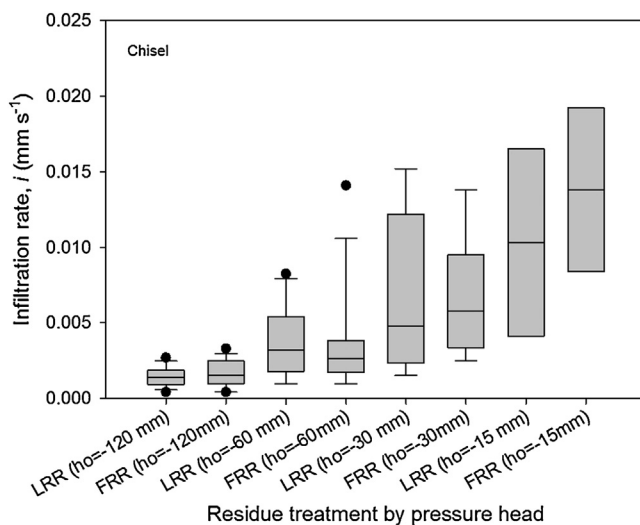 0.025
Chisel
0.020
0.015
0.010
0.005
0.000
Infiltration rate, i (mm s⁻¹)
LRR (ho=-120 mm)
FRR (ho=-120mm)
LRR (ho=-60 mm)
FRR (ho=-60mm)
LRR (ho=-30 mm)
FRR (ho=-30mm)
LRR (ho=-15 mm)
FRR (ho=-15mm)
Residue treatment by pressure head